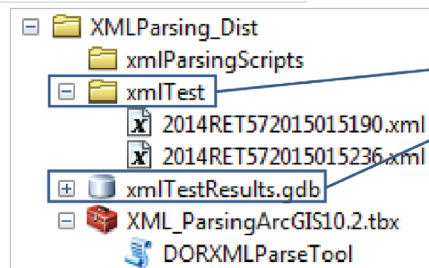 XMLParsing_Dist
xmlParsingScripts
xmlTest
2014RET572015015190.xml
2014RET572015015236.xml
xmlTestResults.gdb
XML_ParsingArcGIS10.2.tbx
DORXMLParseTool